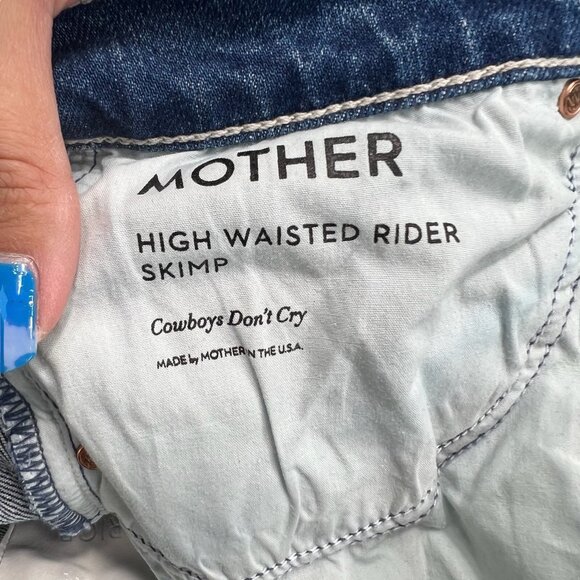 MOTHER
HIGH WAISTED RIDER
SKIMP
Cowboys Don't Cry
MADE by MOTHER IN THE U.S.A.